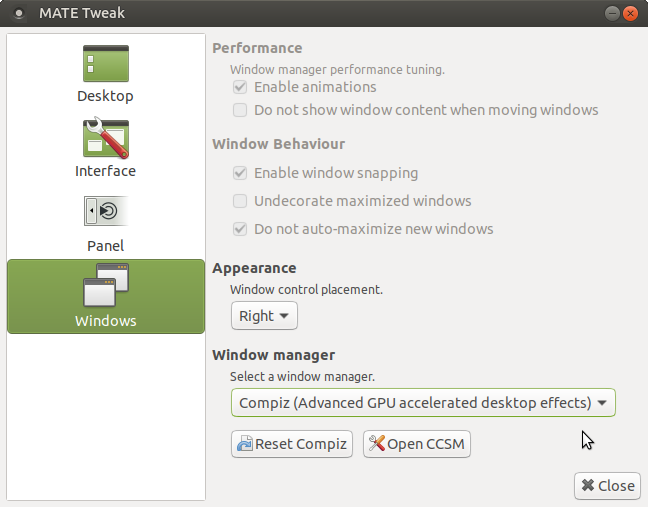 MATE Tweak
Desktop
Interface
Panel
Windows
Performance
Window manager performance tuning.
Enable animations
Do not show window content when moving windows
Window Behaviour
Enable window snapping
Undecorate maximized windows
Do not auto-maximize new windows
Appearance
Window control placement.
Right
Window manager
Select a window manager.
Compiz (Advanced GPU accelerated desktop effects)
Reset Compiz
Open CCSM
Close